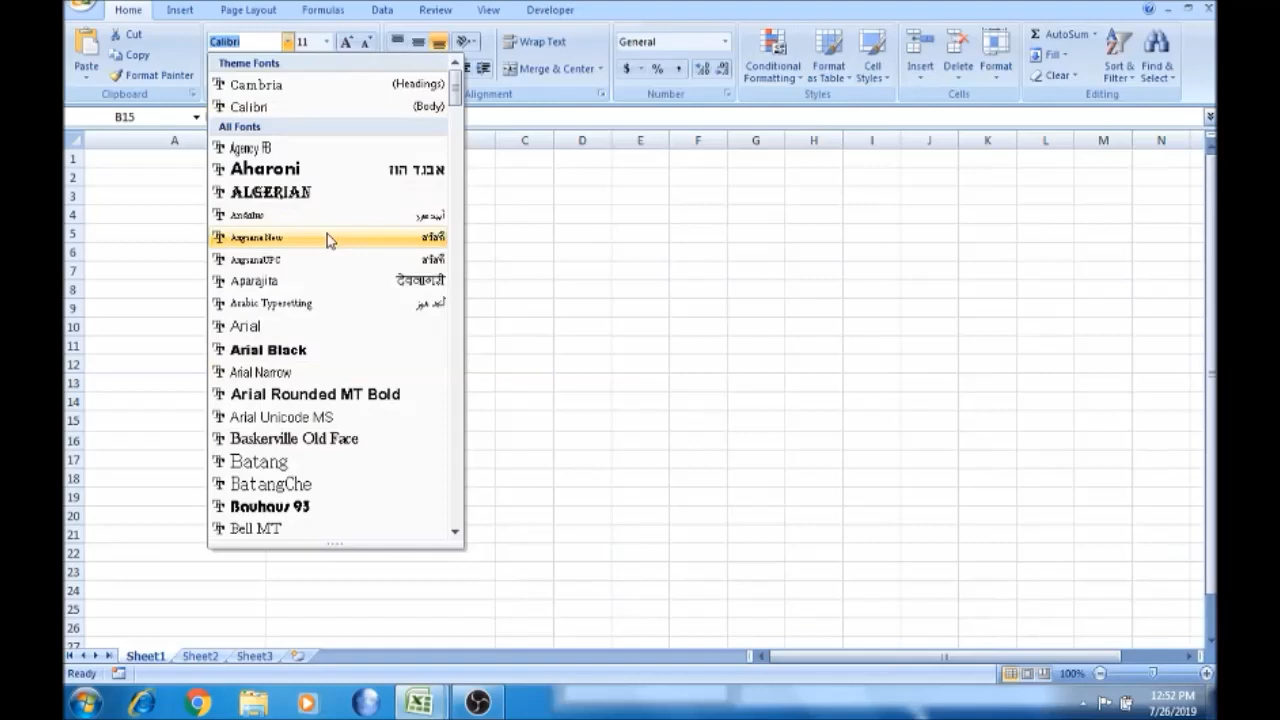 Home Insert Page Layout Formulas Data Review View Developer
Cut
Copy
Format Painter
Paste
Clipboard
Calibri 11
Wrap Text
Merge & Center
Alignment
General
$ % ,
Number
Conditional Formatting
Format as Table
Cell Styles
Styles
Insert Delete Format
Cells
Σ AutoSum
Fill
Clear
Sort & Filter
Find & Select
Editing
B15
Theme Fonts
Cambria (Headings)
Calibri (Body)
All Fonts
Agency FB
Aharoni אבגד הוז
ALGERIAN
Andalus
Angsana New
AngsanaUPC
Aparajita देवनागरी
Arabic Typesetting
Arial
Arial Black
Arial Narrow
Arial Rounded MT Bold
Arial Unicode MS
Baskerville Old Face
Batang
BatangChe
Bauhaus 93
Bell MT
A C D E F G H I J K L M N
1
2
3
4
5
6
7
8
9
10
11
12
13
14
15
16
17
18
19
20
21
22
23
24
25
26
27
Sheet1 Sheet2 Sheet3
Ready
100%
12:52 PM
7/26/2019